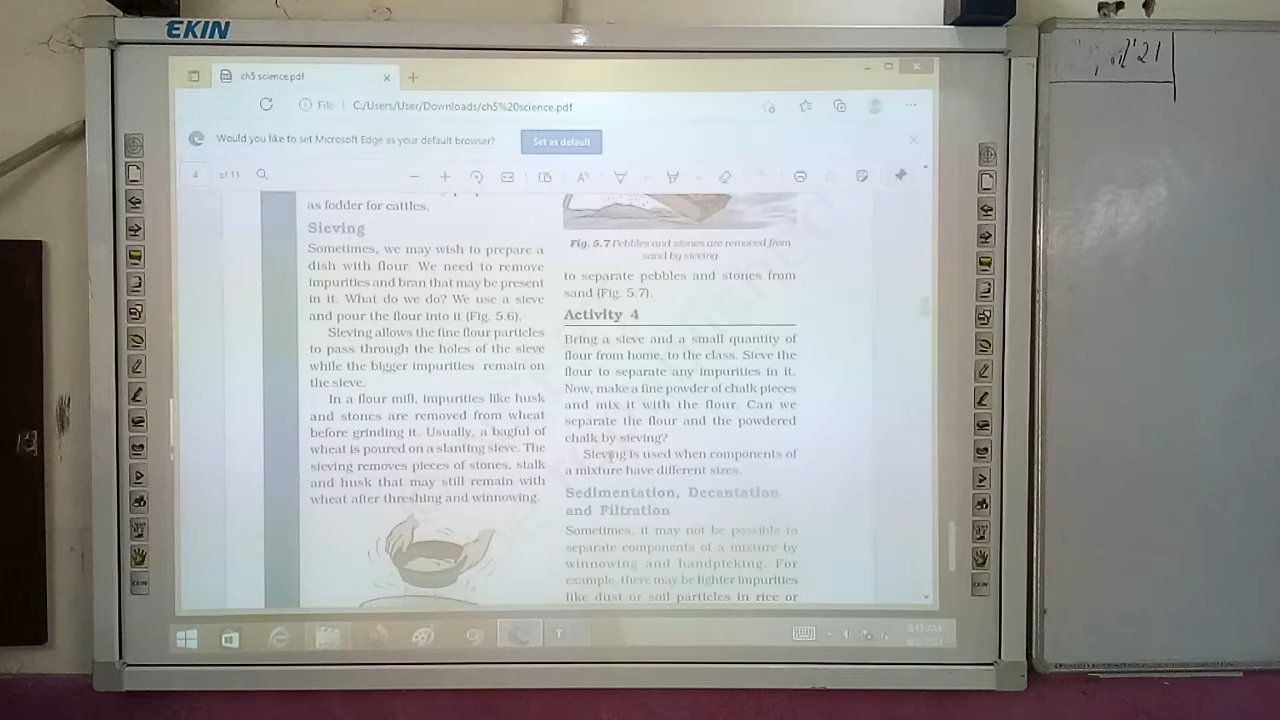 EKIN
ch5 science.pdf
File
C:/Users/User/Downloads/ch5%20science.pdf
Would you like to set Microsoft Edge as your default browser?
Set as default
4
of 11
as fodder for cattles.
Sieving
Sometimes, we may wish to prepare a
dish with flour. We need to remove
impurities and bran that may be present
in it. What do we do? We use a sieve
and pour the flour into it (Fig. 5.6).
Sieving allows the fine flour particles
to pass through the holes of the sieve
while the bigger impurities remain on
the sieve.
In a flour mill, impurities like husk
and stones are removed from wheat
before grinding it. Usually, a bagful of
wheat is poured on a slanting sieve. The
sieving removes pieces of stones, stalk
and husk that may still remain with
wheat after threshing and winnowing.
Fig. 5.7 Pebbles and stones are removed from
sand by sieving
to separate pebbles and stones from
sand (Fig. 5.7).
Activity 4
Bring a sieve and a small quantity of
flour from home, to the class. Sieve the
flour to separate any impurities in it.
Now, make a fine powder of chalk pieces
and mix it with the flour. Can we
separate the flour and the powdered
chalk by sieving?
Sieving is used when components of
a mixture have different sizes.
Sedimentation, Decantation
and Filtration
Sometimes, it may not be possible to
separate components of a mixture by
winnowing and handpicking. For
example, there may be lighter impurities
like dust or soil particles in rice or
EKIN
EKIN